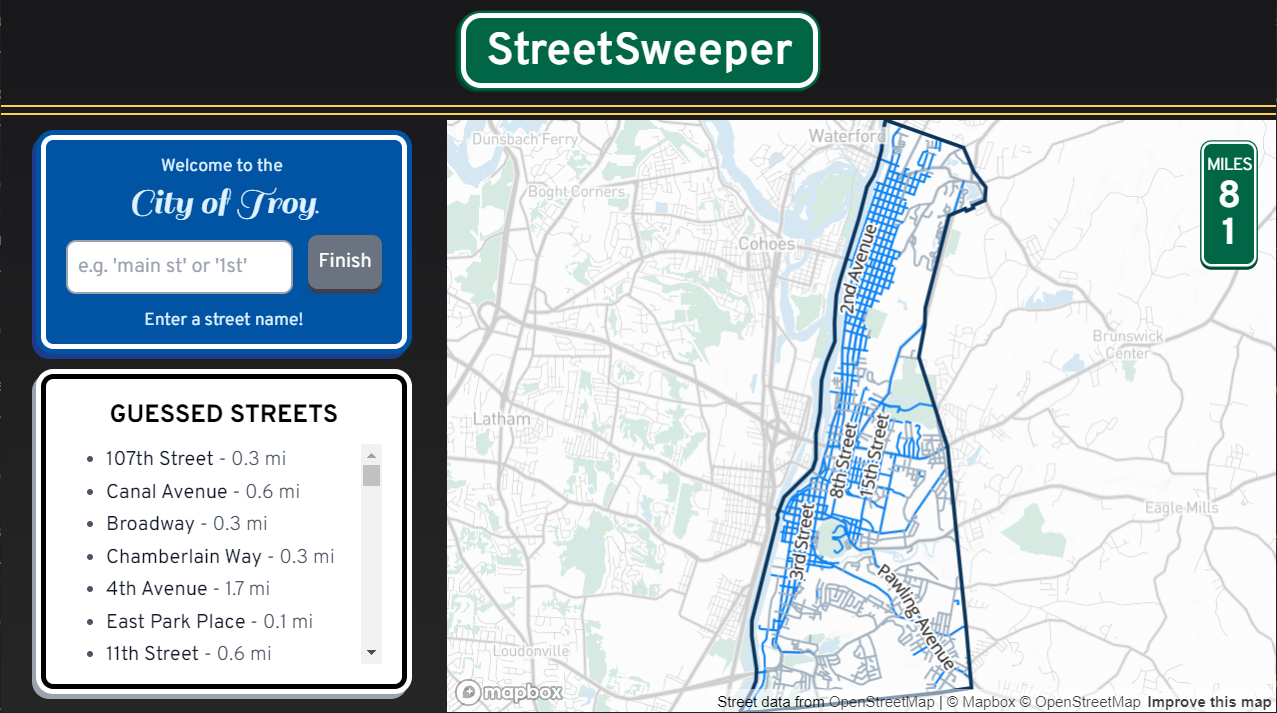 StreetSweeper
Welcome to the
City of Troy.
e.g. 'main st' or '1st'
Finish
Enter a street name!
GUESSED STREETS
107th Street - 0.3 mi
Canal Avenue - 0.6 mi
Broadway - 0.3 mi
Chamberlain Way - 0.3 mi
4th Avenue - 1.7 mi
East Park Place - 0.1 mi
11th Street - 0.6 mi
Dunsbach Ferry
Waterford
Boght Corners
Cohoes
2nd Avenue
MILES
8
1
Brunswick
Center
Latham
8th Street
15th Street
3rd Street
Eagle Mills
Pawling Avenue
Loudonville
mapbox
Street data from OpenStreetMap | © Mapbox © OpenStreetMap Improve this map